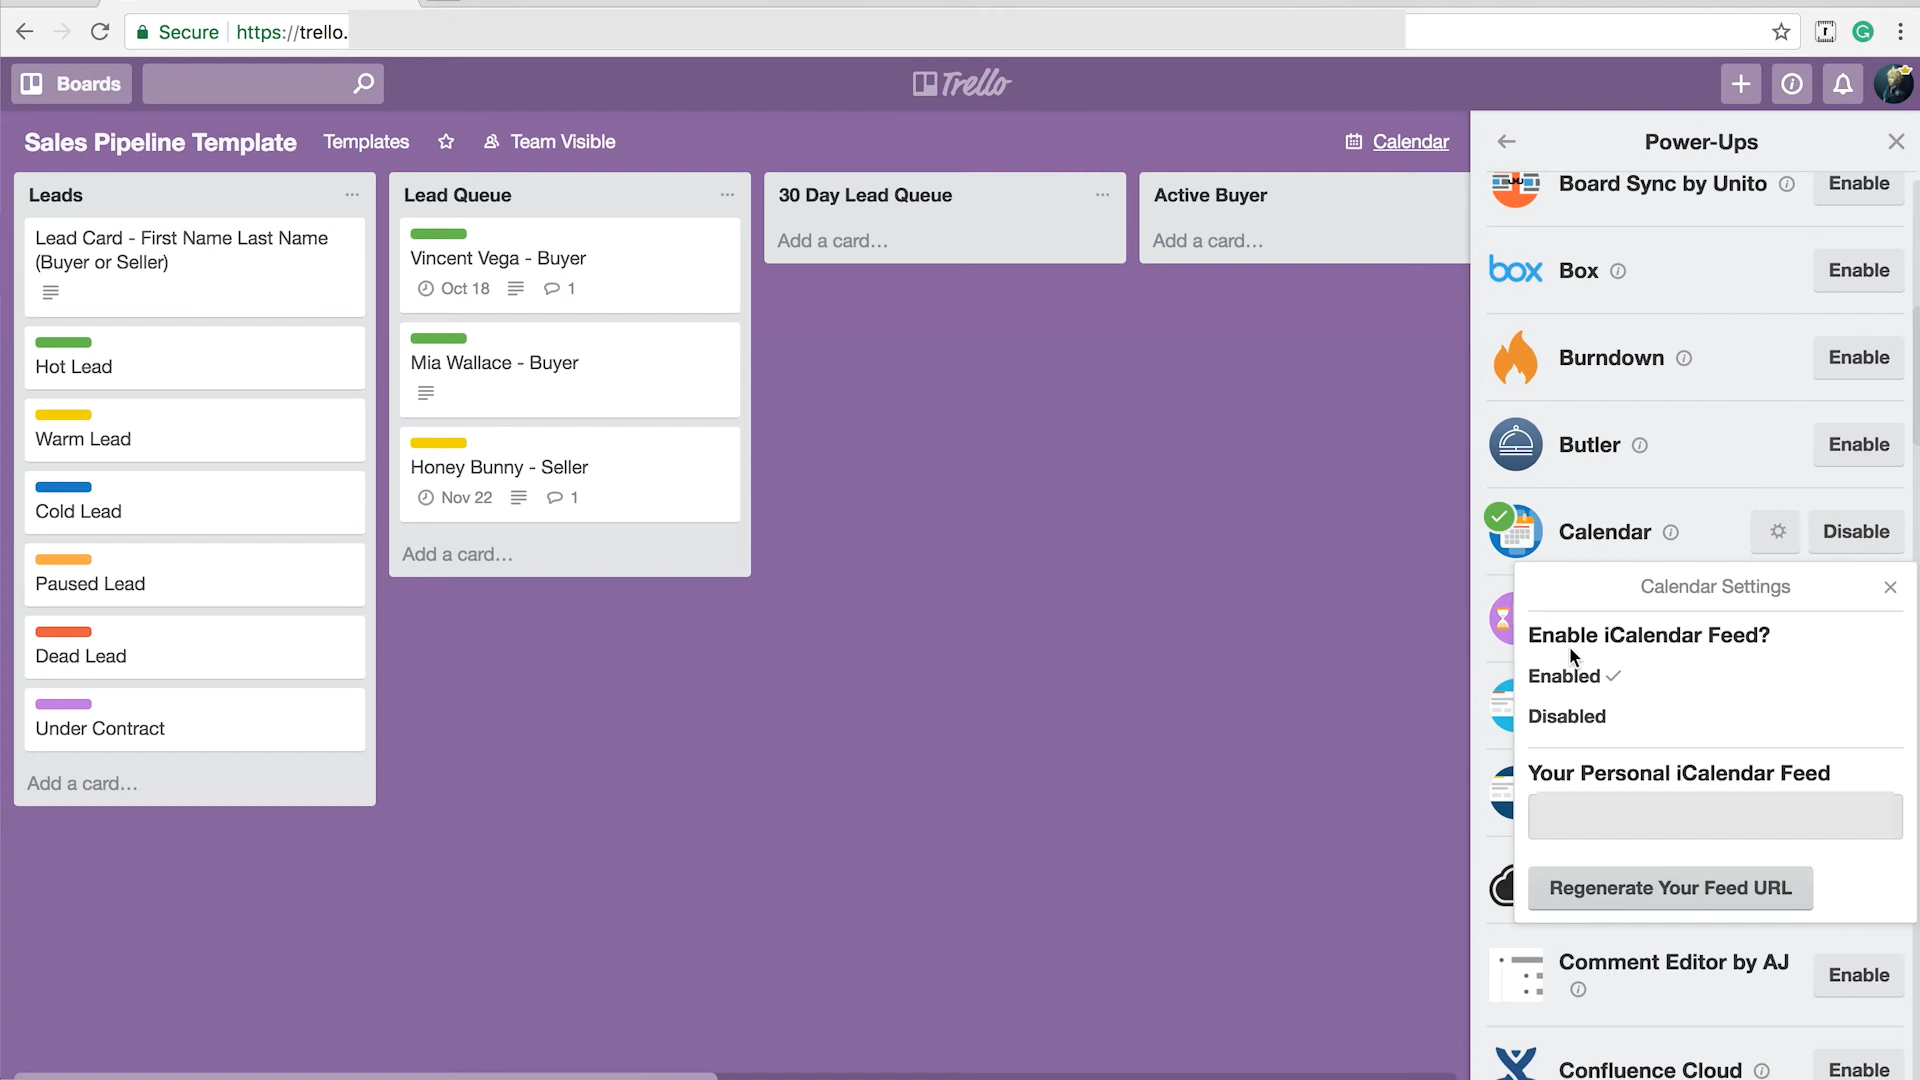 Secure
https://trello.
Boards
Trello
Sales Pipeline Template
Templates
Team Visible
Calendar
Leads
Lead Card - First Name Last Name
(Buyer or Seller)
Hot Lead
Warm Lead
Cold Lead
Paused Lead
Dead Lead
Under Contract
Add a card…
Lead Queue
Vincent Vega - Buyer
Oct 18
1
Mia Wallace - Buyer
Honey Bunny - Seller
Nov 22
1
Add a card…
30 Day Lead Queue
Add a card…
Active Buyer
Add a card…
Power-Ups
Board Sync by Unito
Enable
box
Box
Enable
Burndown
Enable
Butler
Enable
Calendar
Disable
Calendar Settings
Enable iCalendar Feed?
Enabled
Disabled
Your Personal iCalendar Feed
Regenerate Your Feed URL
Comment Editor by AJ
Enable
Confluence Cloud
Enable